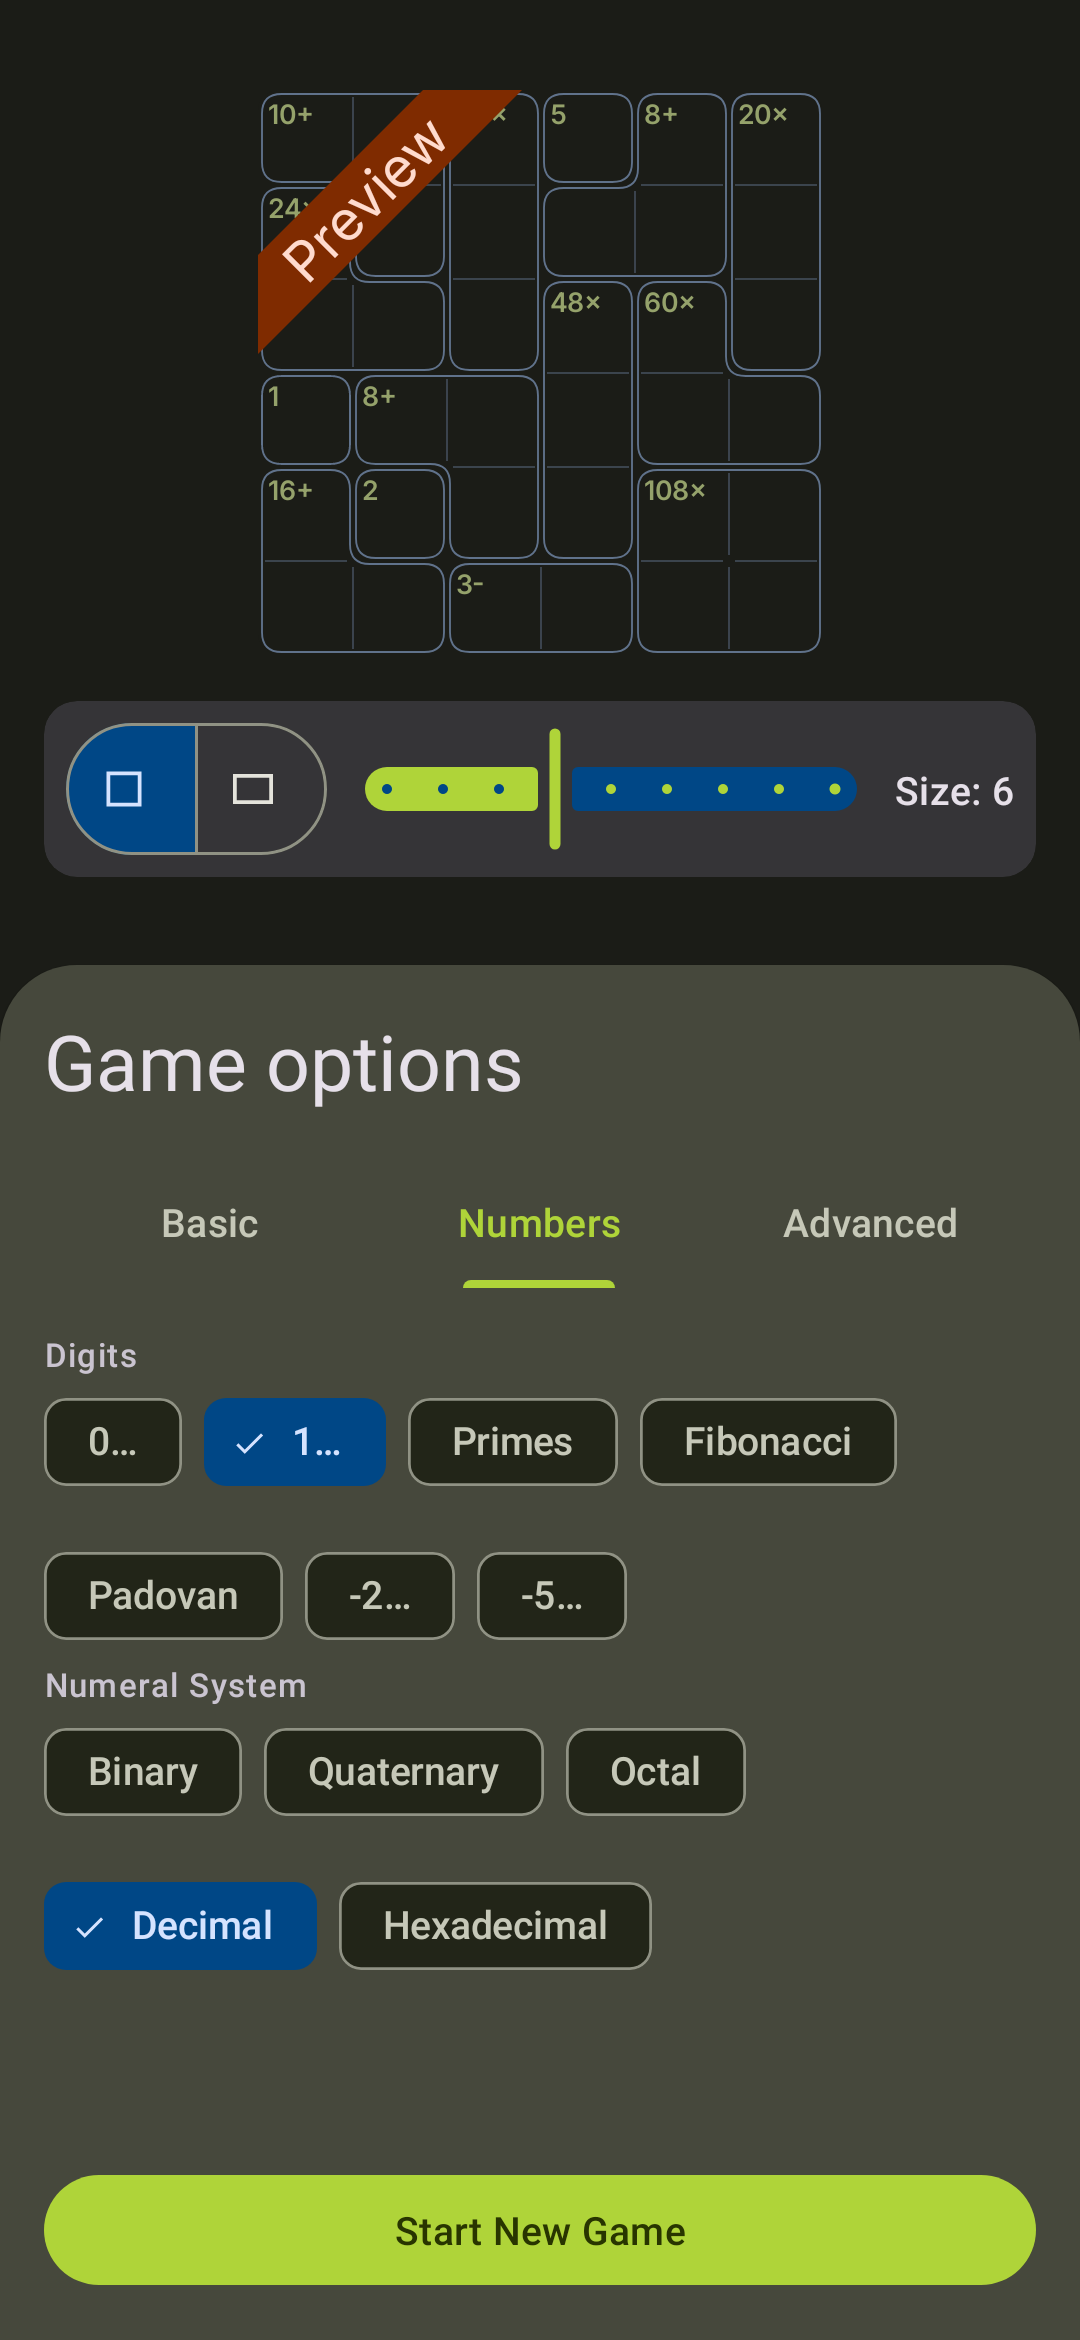 10+ × 5 8+ 20×
Preview
24
48× 60×
1 8+
16+ 2 108×
3-
Size: 6
Game options
Basic Numbers Advanced
Digits
0… 1… Primes Fibonacci
Padovan -2… -5…
Numeral System
Binary Quaternary Octal
Decimal Hexadecimal
Start New Game